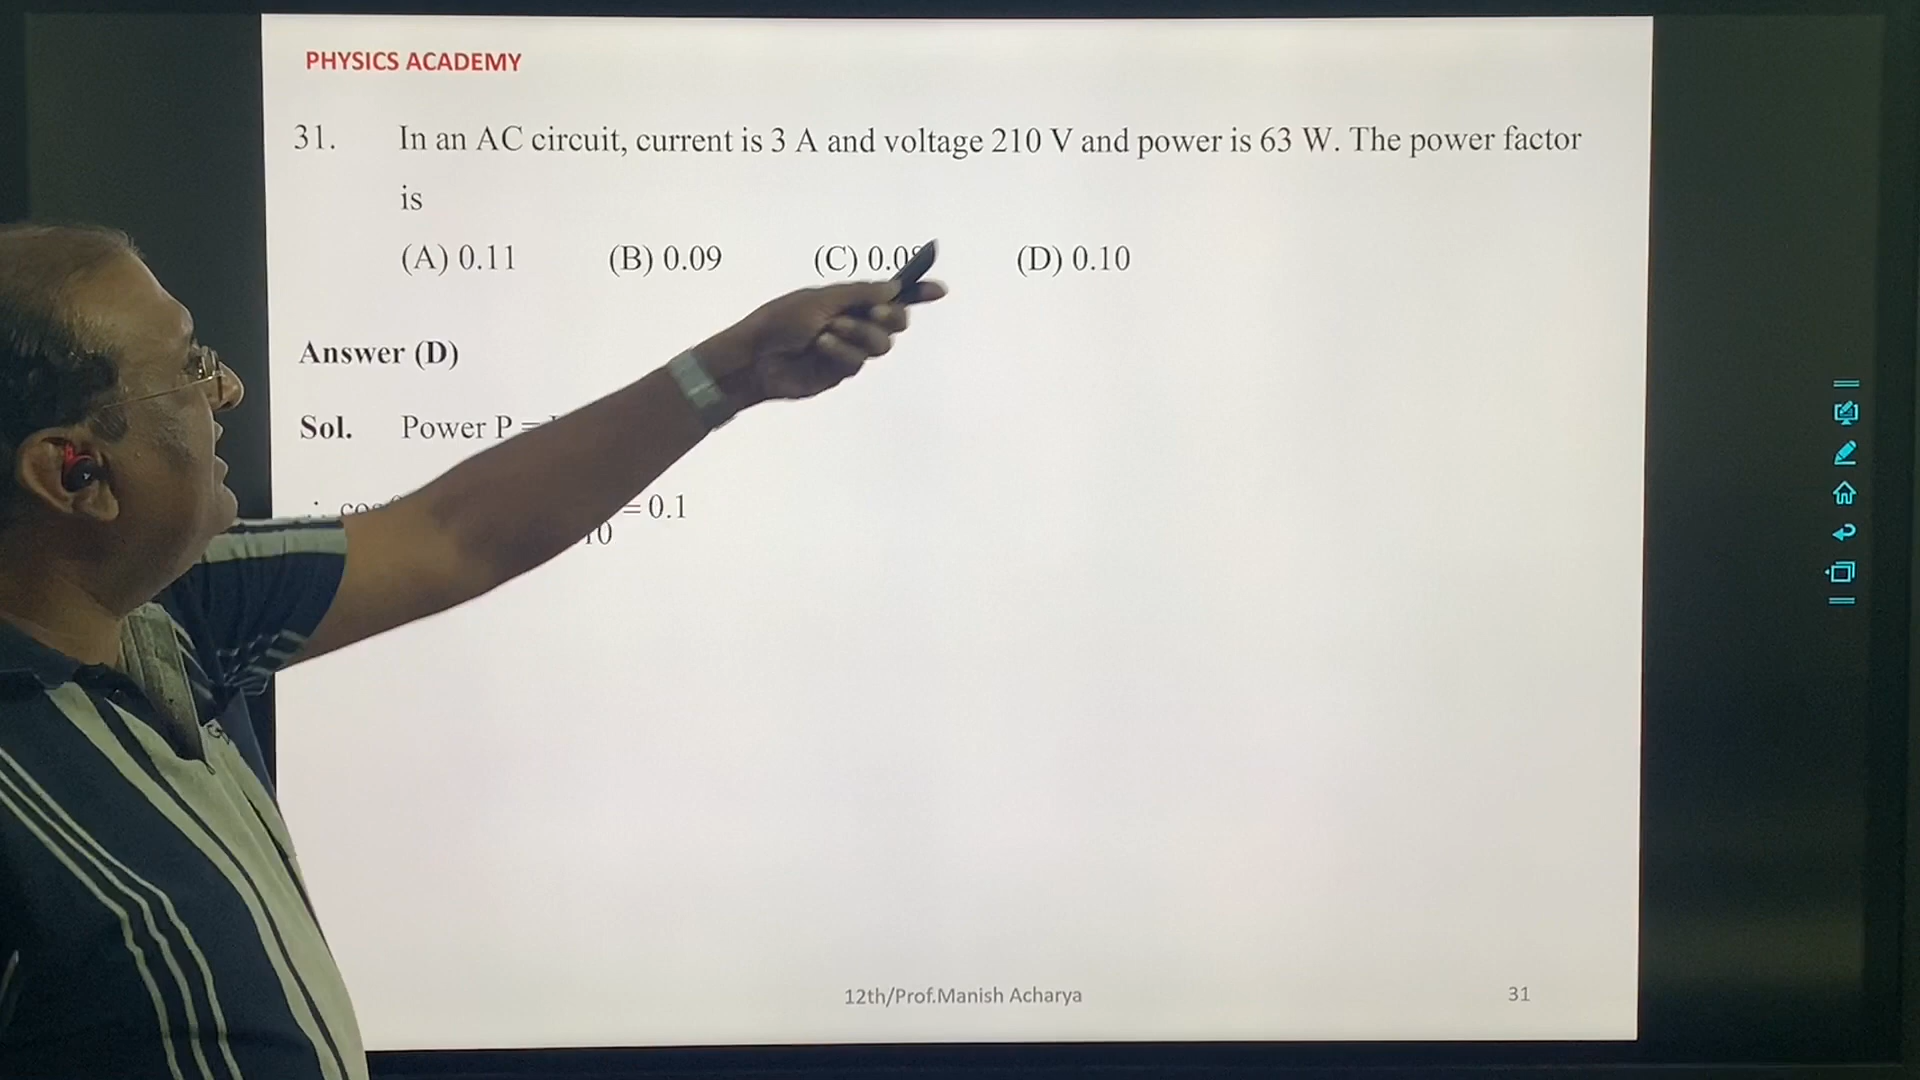 PHYSICS ACADEMY
31. In an AC circuit, current is 3 A and voltage 210 V and power is 63 W. The power factor
is
(A) 0.11 (B) 0.09 (C) (D) 0.10
Answer (D)
Sol. Power P =
= 0.1
12th/Prof.Manish Acharya 31